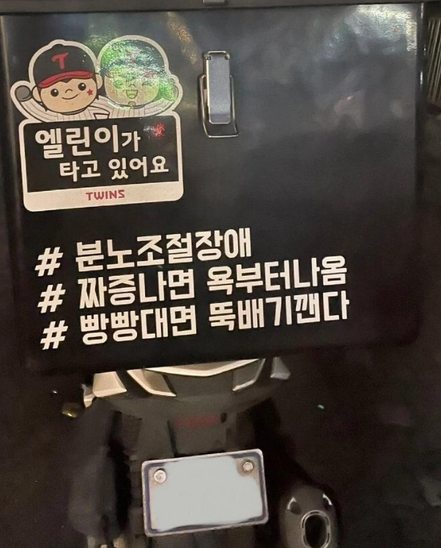 T
엘린이가
타고 있어요
TWINS
# 분노조절장애
# 짜증나면 욕부터나옴
# 빵빵대면 뚝배기깬다